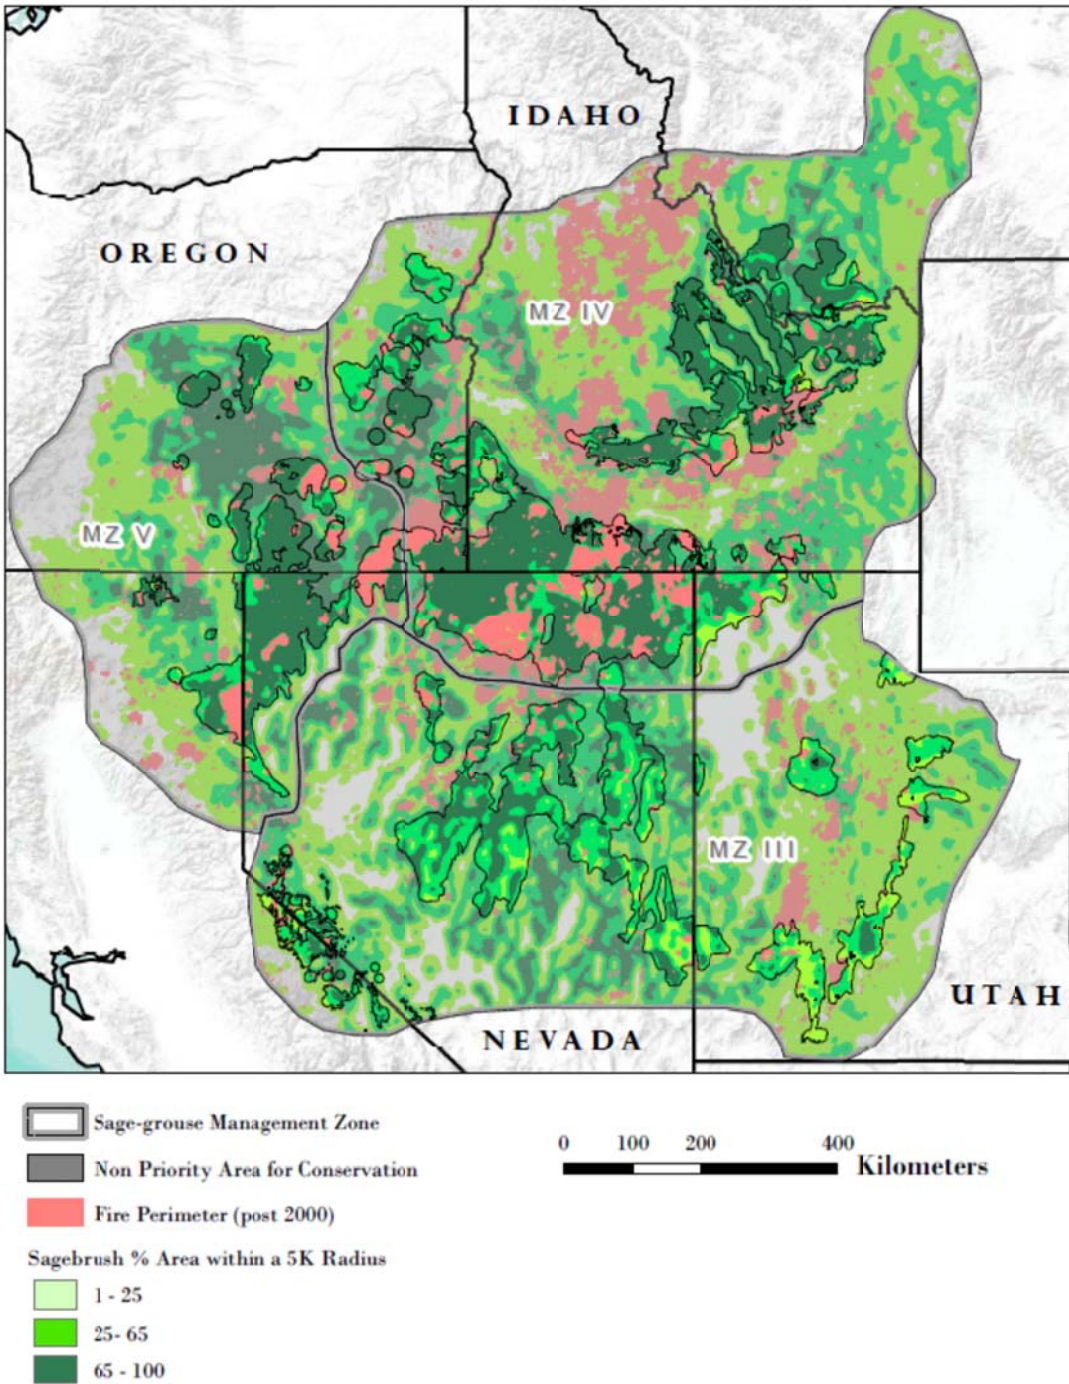 IDAHO
OREGON
MZ IV
MZ V
MZ III
UTAH
NEVADA
Sage-grouse Management Zone
Non Priority Area for Conservation
Fire Perimeter (post 2000)
Sagebrush % Area within a 5K Radius
1 - 25
25- 65
65 - 100
0 100 200 400
Kilometers